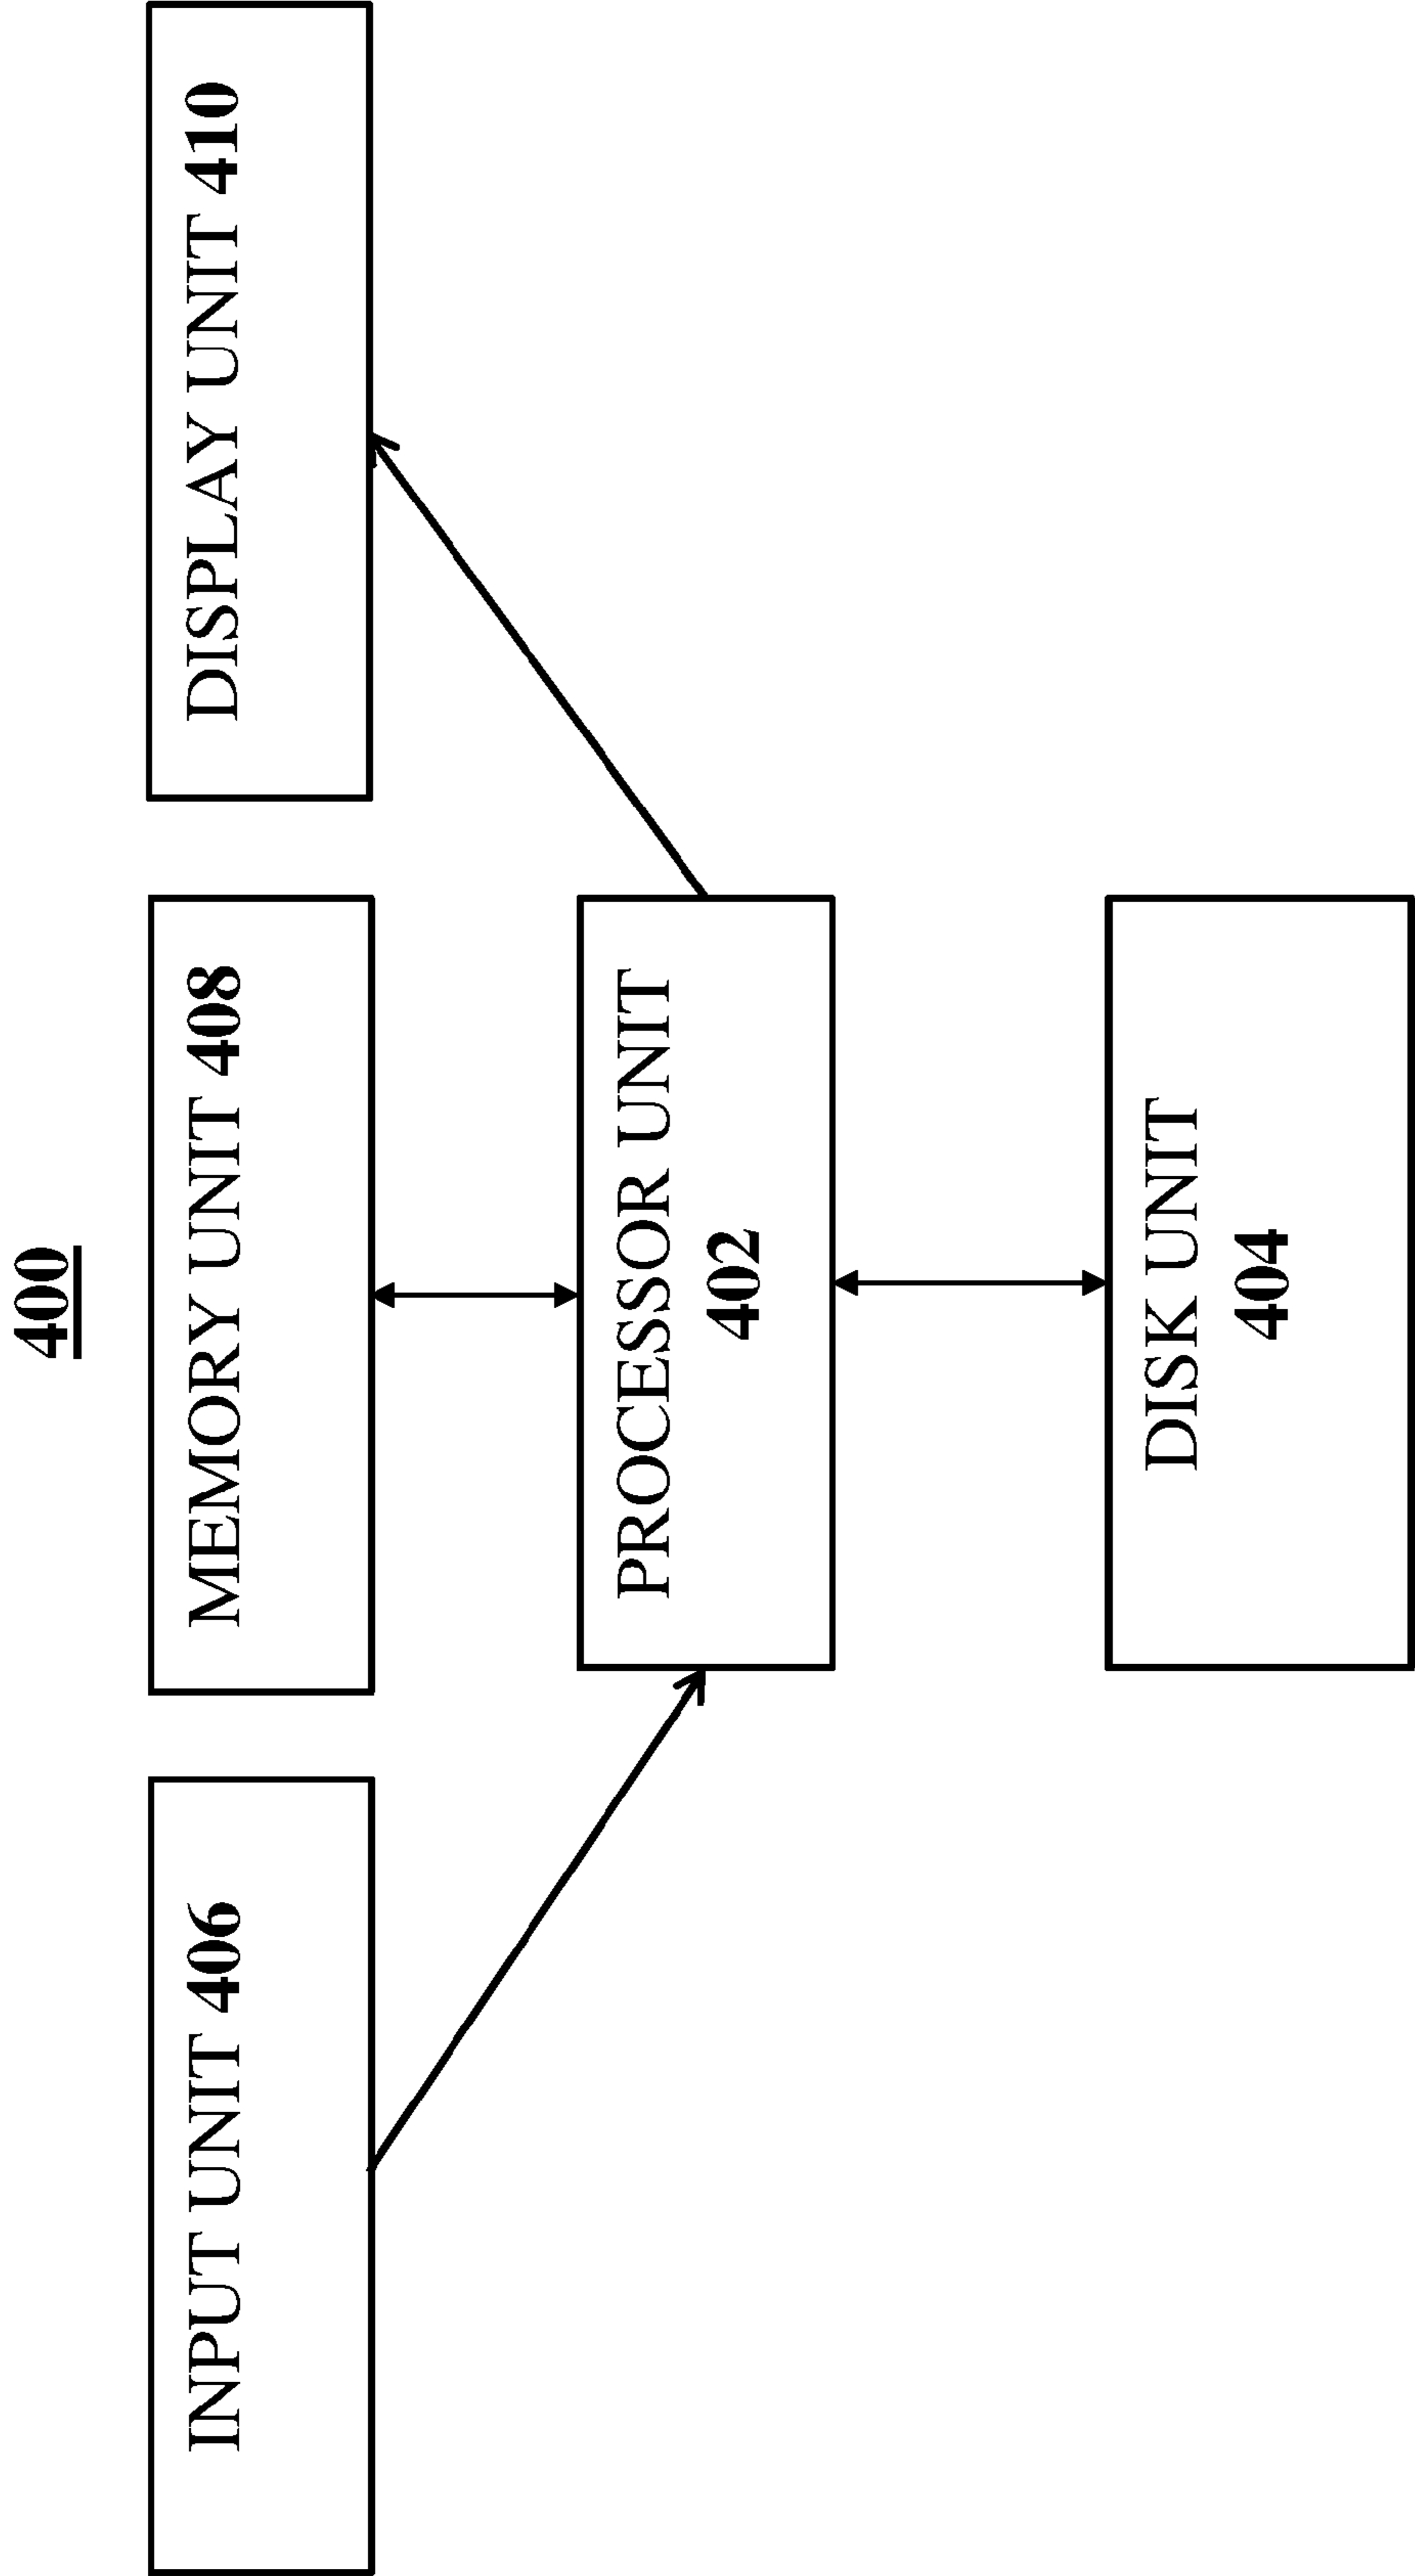 400
INPUT UNIT 406
MEMORY UNIT 408
DISPLAY UNIT 410
PROCESSOR UNIT
402
DISK UNIT
404